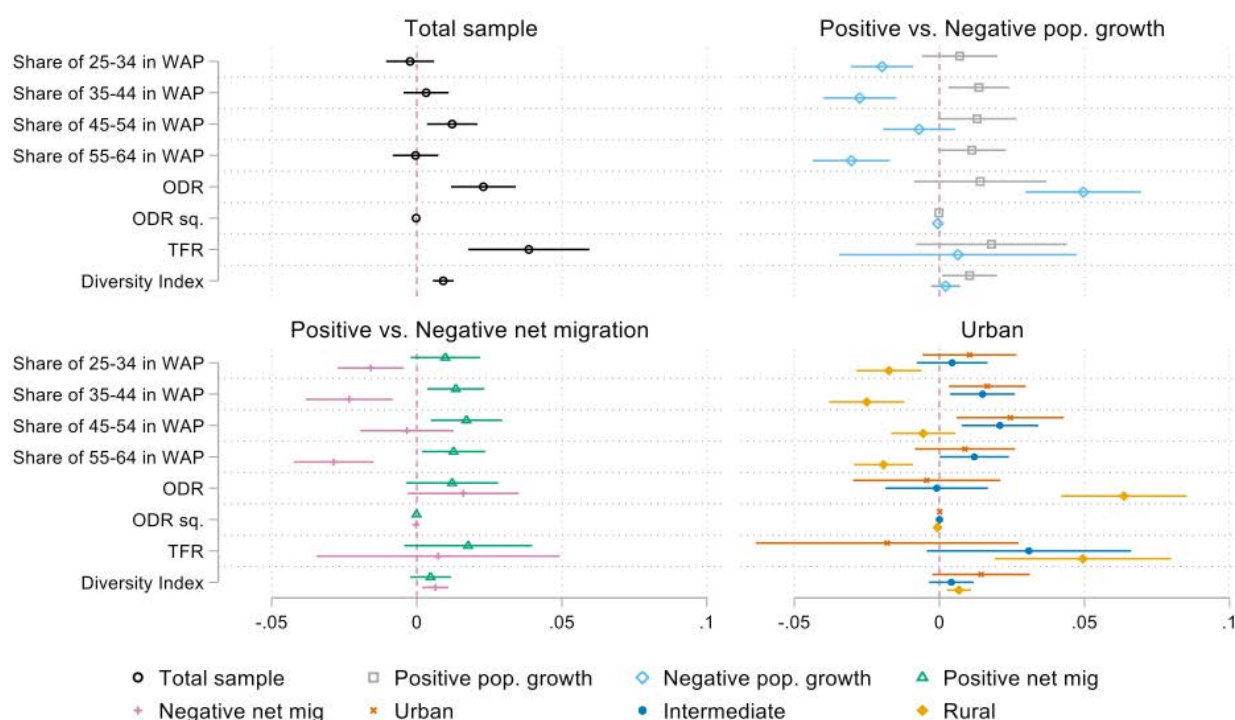 Total sample
Positive vs. Negative pop. growth
Share of 25-34 in WAP
Share of 35-44 in WAP
Share of 45-54 in WAP
Share of 55-64 in WAP
ODR
ODR sq.
TFR
Diversity Index
Positive vs. Negative net migration
Urban
Share of 25-34 in WAP
Share of 35-44 in WAP
Share of 45-54 in WAP
Share of 55-64 in WAP
ODR
ODR sq.
TFR
Diversity Index
-.05 0 .05 .1
-.05 0 .05 .1
Total sample Positive pop. growth Negative pop. growth Positive net mig
Negative net mig Urban Intermediate Rural